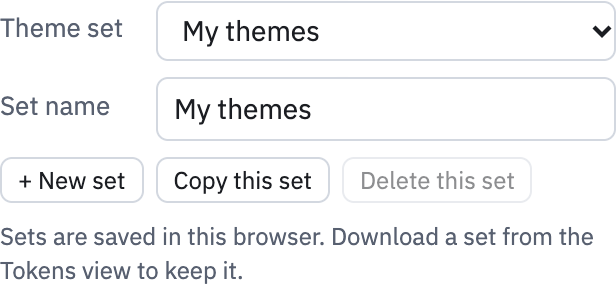 Theme set
My themes
Set name
My themes
+ New set
Copy this set
Delete this set
Sets are saved in this browser. Download a set from the
Tokens view to keep it.